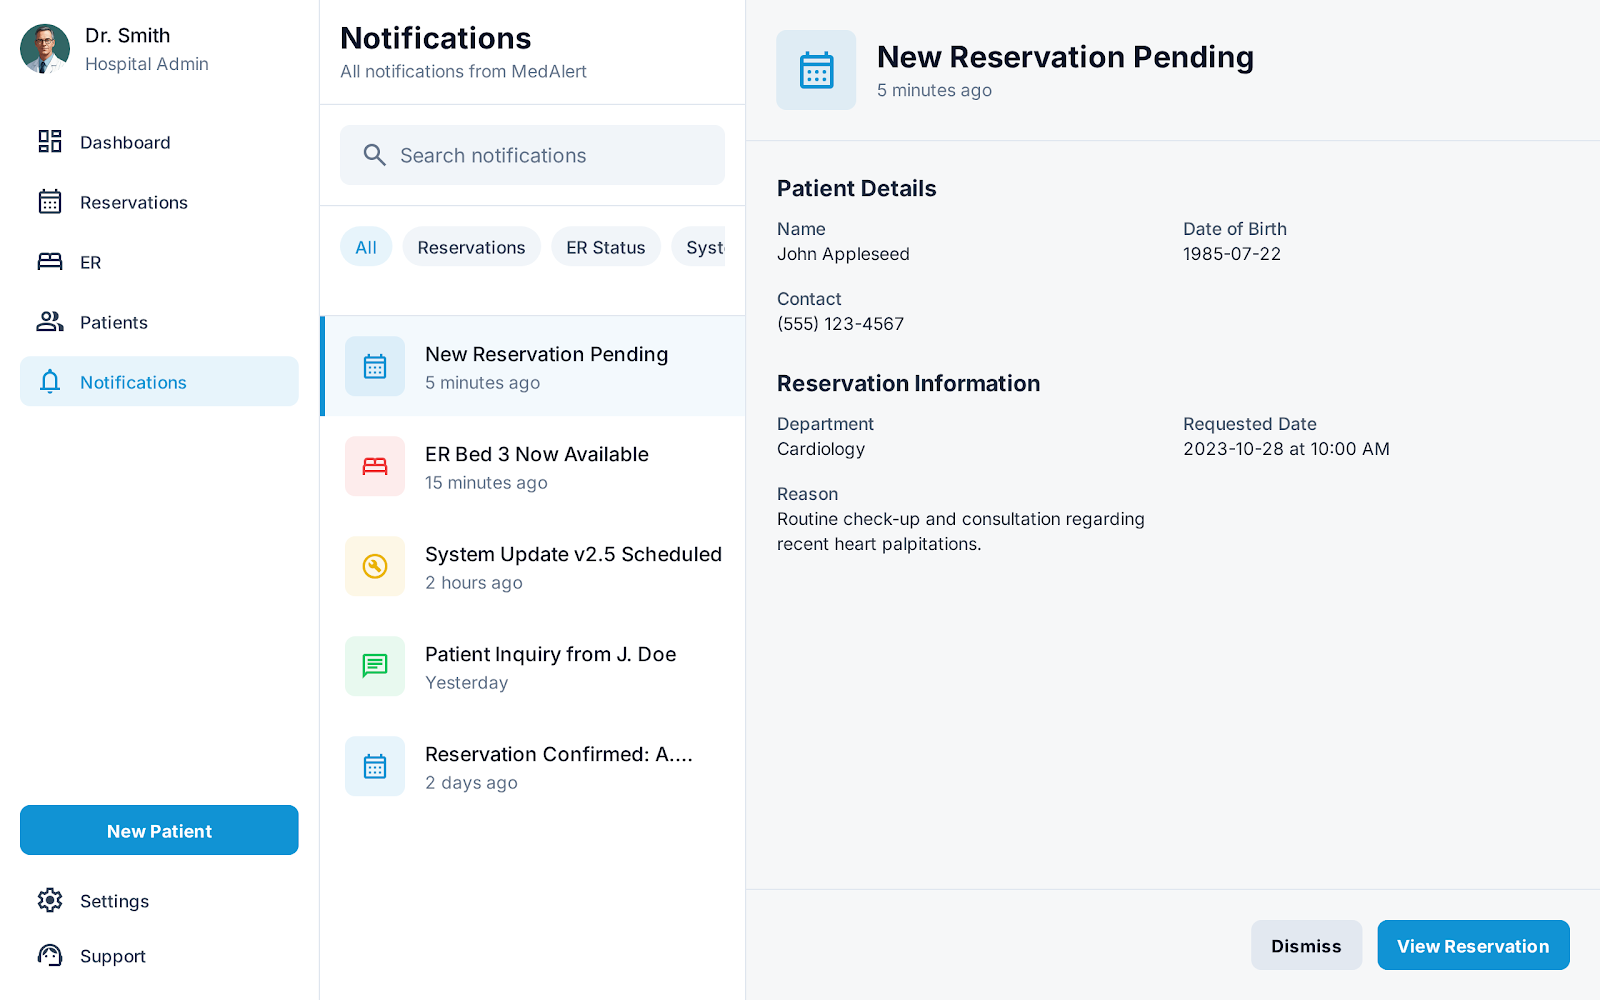 Dr. Smith
Hospital Admin
Dashboard
Reservations
ER
Patients
Notifications
New Patient
Settings
Support
Notifications
All notifications from MedAlert
Search notifications
All
Reservations
ER Status
Syst
New Reservation Pending
5 minutes ago
ER Bed 3 Now Available
15 minutes ago
System Update v2.5 Scheduled
2 hours ago
Patient Inquiry from J. Doe
Yesterday
Reservation Confirmed: A....
2 days ago
New Reservation Pending
5 minutes ago
Patient Details
Name
John Appleseed
Date of Birth
1985-07-22
Contact
(555) 123-4567
Reservation Information
Department
Cardiology
Requested Date
2023-10-28 at 10:00 AM
Reason
Routine check-up and consultation regarding
recent heart palpitations.
Dismiss
View Reservation